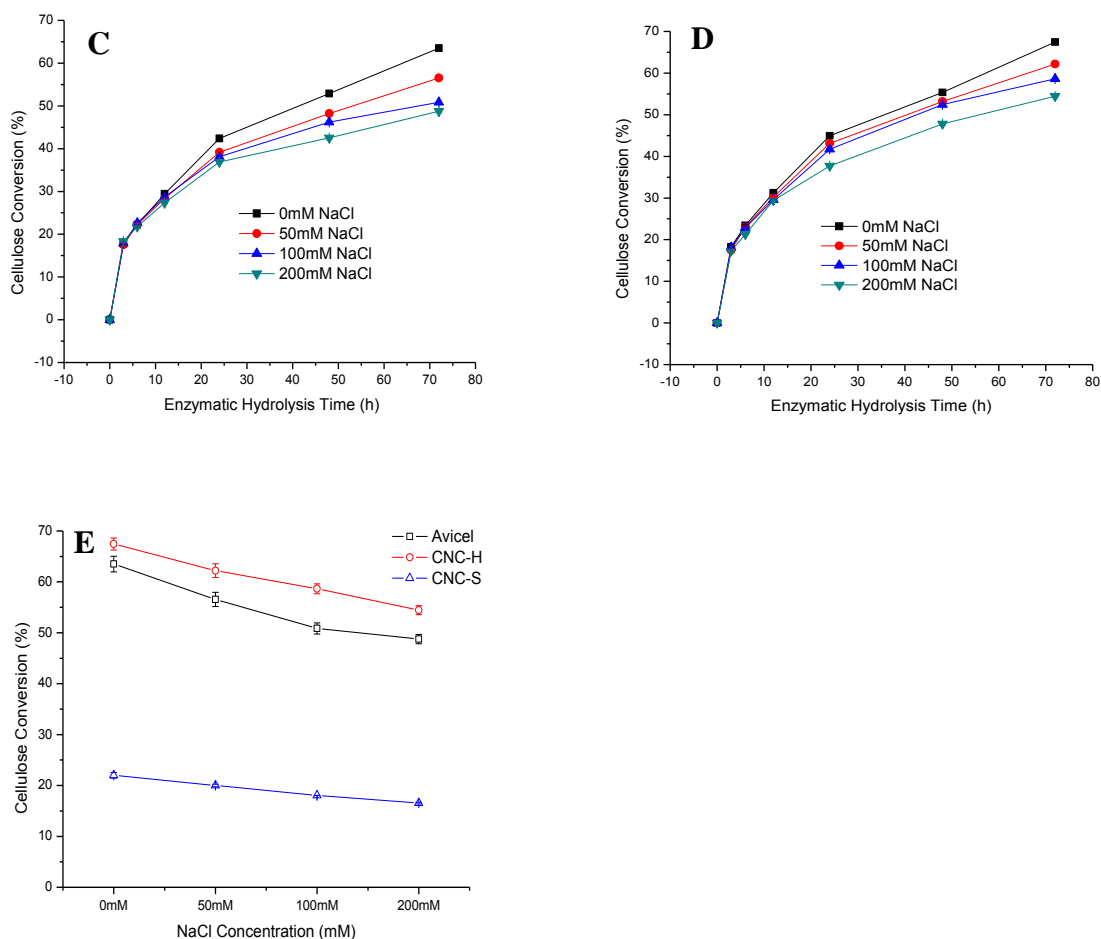 C
70
60
50
40
30
20
10
0
-10
Cellulose Conversion (%)
0mM NaCl
50mM NaCl
100mM NaCl
200mM NaCl
-10 0 10 20 30 40 50 60 70 80
Enzymatic Hydrolysis Time (h)
D
70
60
50
40
30
20
10
0
-10
Cellulose Conversion (%)
0mM NaCl
50mM NaCl
100mM NaCl
200mM NaCl
-10 0 10 20 30 40 50 60 70 80
Enzymatic Hydrolysis Time (h)
E
70
60
50
40
30
20
10
0
Cellulose Conversion (%)
Avicel
CNC-H
CNC-S
0mM 50mM 100mM 200mM
NaCl Concentration (mM)